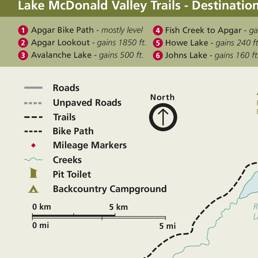 Lake McDonald Valley Trails - Destination
1 Apgar Bike Path - mostly level
2 Apgar Lookout - gains 1850 ft.
3 Avalanche Lake - gains 500 ft.
4 Fish Creek to Apgar -
5 Howe Lake - gains 240 ft
6 Johns Lake - gains 160 ft.
Roads
Unpaved Roads
Trails
Bike Path
Mileage Markers
Creeks
Pit Toilet
Backcountry Campground
North
0 km 5 km
0 mi 5 mi